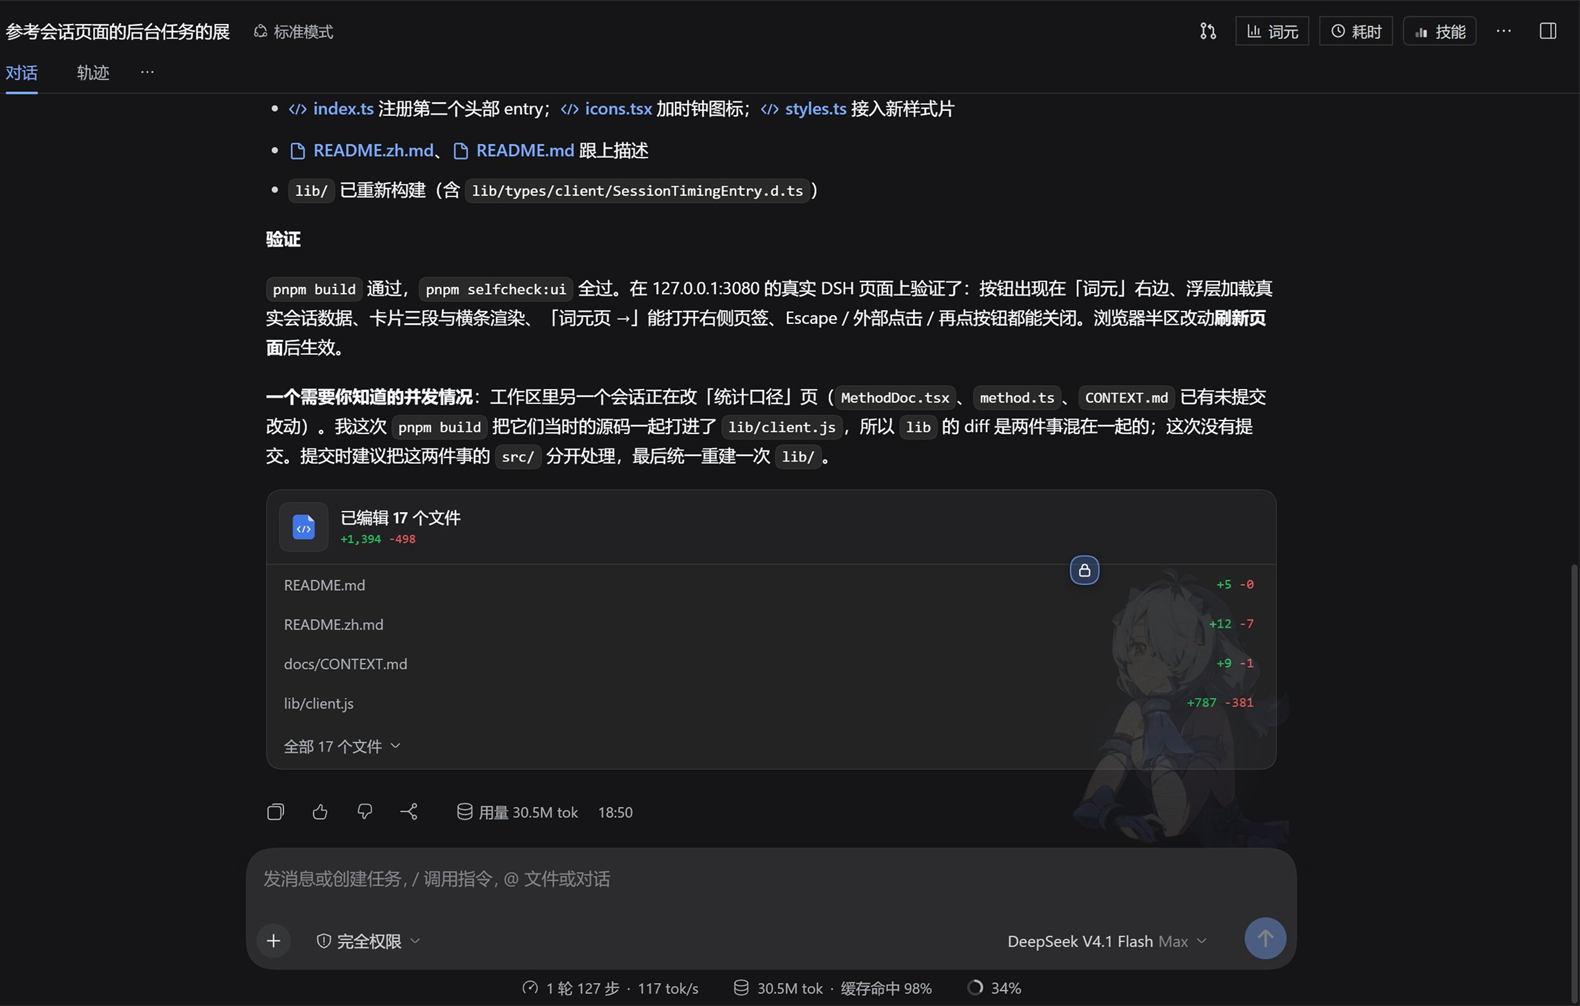 参考会话页面的后台任务的展 标准模式 词元 耗时 技能 ···
对话 轨迹 ···
• </> index.ts 注册第二个头部 entry；</> icons.tsx 加时钟图标；</> styles.ts 接入新样式片
• README.zh.md、 README.md 跟上描述
• lib/ 已重新构建（含 lib/types/client/SessionTimingEntry.d.ts）
验证
pnpm build 通过，pnpm selfcheck:ui 全过。在 127.0.0.1:3080 的真实 DSH 页面上验证了：按钮出现在「词元」右边、浮层加载真
实会话数据、卡片三段与横条渲染、「词元页 →」能打开右侧页签、Escape / 外部点击 / 再点按钮都能关闭。浏览器半区改动刷新页
面后生效。
一个需要你知道的并发情况：工作区里另一个会话正在改「统计口径」页（MethodDoc.tsx、method.ts、CONTEXT.md 已有未提交
改动）。我这次 pnpm build 把它们当时的源码一起打进了 lib/client.js，所以 lib 的 diff 是两件事混在一起的；这次没有提
交。提交时建议把这两件事的 src/ 分开处理，最后统一重建一次 lib/。
已编辑 17 个文件
+1,394 -498
README.md +5 -0
README.zh.md +12 -7
docs/CONTEXT.md +9 -1
lib/client.js +787 -381
全部 17 个文件
用量 30.5M tok 18:50
发消息或创建任务, / 调用指令, @ 文件或对话
+ 完全权限 DeepSeek V4.1 Flash Max
1 轮 127 步 · 117 tok/s 30.5M tok · 缓存命中 98% 34%